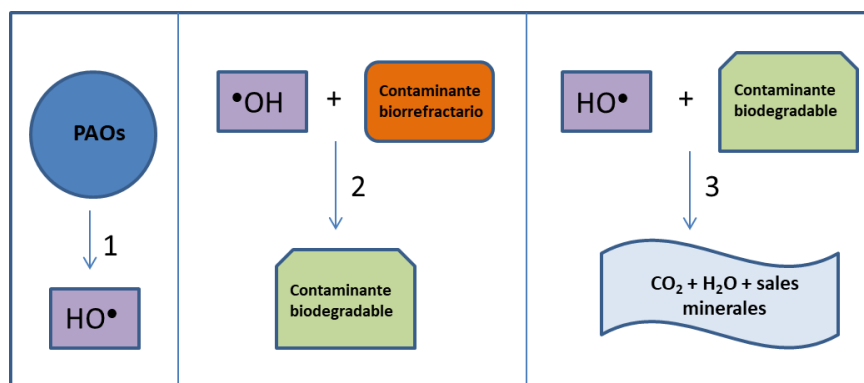 PAOs
1
HO•
•OH + Contaminante
biorrefractario
2
Contaminante
biodegradable
HO• + Contaminante
biodegradable
3
CO₂ + H₂O + sales
minerales